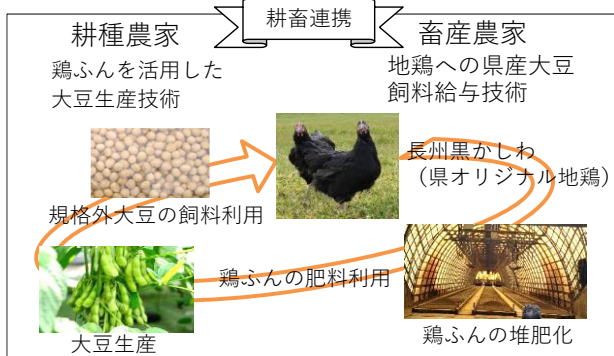 耕畜連携
耕種農家
鶏ふんを活用した
大豆生産技術
畜産農家
地鶏への県産大豆
飼料給与技術
長州黒かしわ
（県オリジナル地鶏）
規格外大豆の飼料利用
鶏ふんの肥料利用
大豆生産
鶏ふんの堆肥化